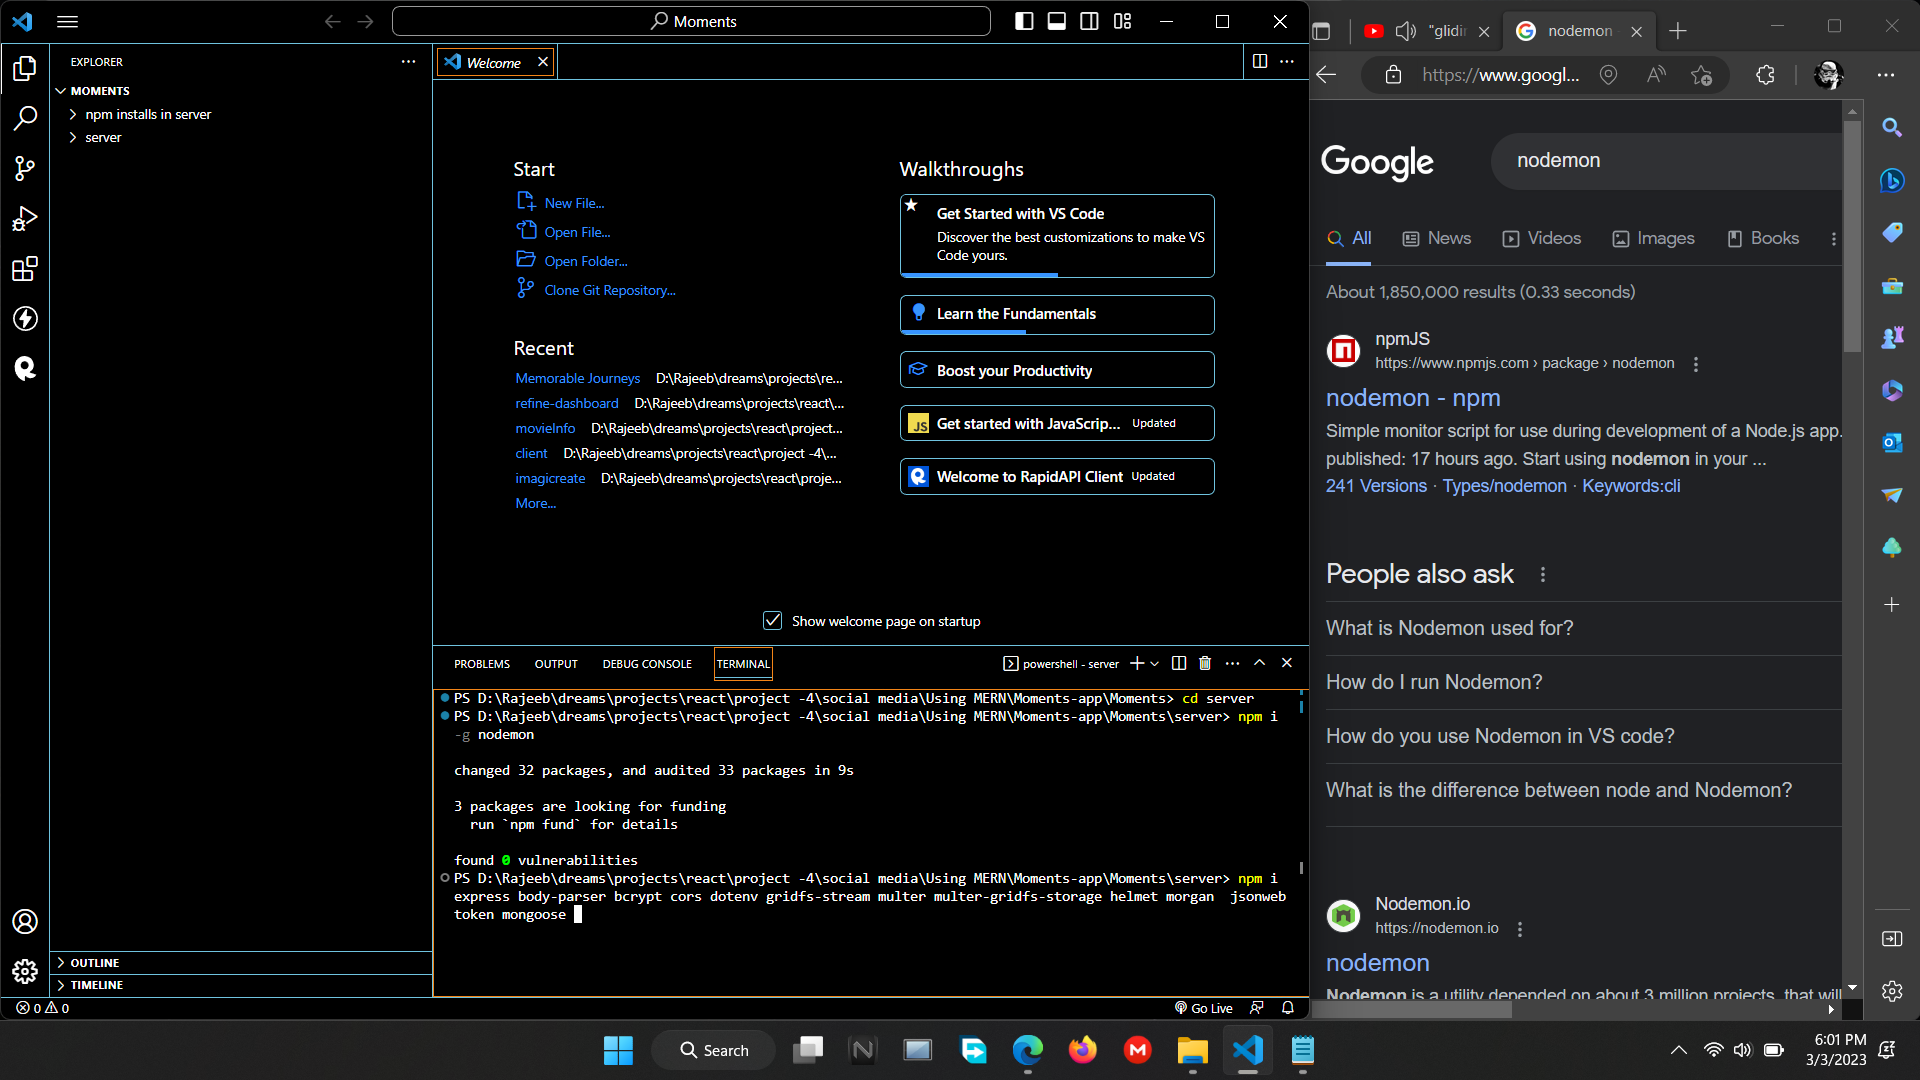 Moments
EXPLORER
MOMENTS
npm installs in server
server
OUTLINE
TIMELINE
Welcome
Start
New File...
Open File...
Open Folder...
Clone Git Repository...
Recent
Memorable Journeys D:\Rajeeb\dreams\projects\re...
refine-dashboard D:\Rajeeb\dreams\projects\react\...
movieInfo D:\Rajeeb\dreams\projects\react\project...
client D:\Rajeeb\dreams\projects\react\project -4\...
imagicreate D:\Rajeeb\dreams\projects\react\proje...
More...
Walkthroughs
Get Started with VS Code
Discover the best customizations to make VS
Code yours.
Learn the Fundamentals
Boost your Productivity
JS Get started with JavaScrip... Updated
Welcome to RapidAPI Client Updated
Show welcome page on startup
PROBLEMS OUTPUT DEBUG CONSOLE TERMINAL powershell - server
PS D:\Rajeeb\dreams\projects\react\project -4\social media\Using MERN\Moments-app\Moments> cd server
PS D:\Rajeeb\dreams\projects\react\project -4\social media\Using MERN\Moments-app\Moments\server> npm i
-g nodemon
changed 32 packages, and audited 33 packages in 9s
3 packages are looking for funding
run `npm fund` for details
found 0 vulnerabilities
PS D:\Rajeeb\dreams\projects\react\project -4\social media\Using MERN\Moments-app\Moments\server> npm i
express body-parser bcrypt cors dotenv gridfs-stream multer multer-gridfs-storage helmet morgan  jsonweb
token mongoose
0 0
Go Live
"glidi
nodemon
https://www.googl...
Google
nodemon
All News Videos Images Books
About 1,850,000 results (0.33 seconds)
npmJS
https://www.npmjs.com › package › nodemon
nodemon - npm
Simple monitor script for use during development of a Node.js app.
published: 17 hours ago. Start using nodemon in your ...
241 Versions · Types/nodemon · Keywords:cli
People also ask
What is Nodemon used for?
How do I run Nodemon?
How do you use Nodemon in VS code?
What is the difference between node and Nodemon?
Nodemon.io
https://nodemon.io
nodemon
Nodemon is a utility depended on about 3 million projects, that will
Search
6:01 PM
3/3/2023